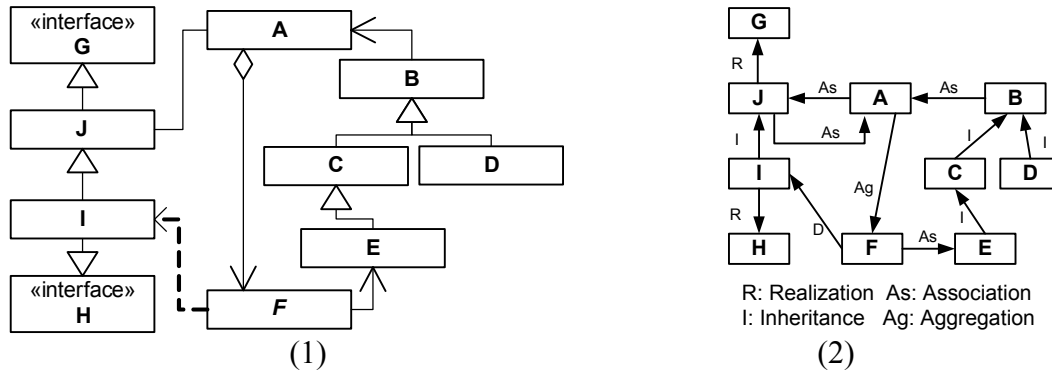 «interface»
G
J
I
«interface»
H
A
B
C
D
E
F
(1)
G
R
J
As
A
As
B
As
I
I
I
I
C
D
Ag
R
D
I
H
F
As
E
R: Realization As: Association
I: Inheritance Ag: Aggregation
(2)